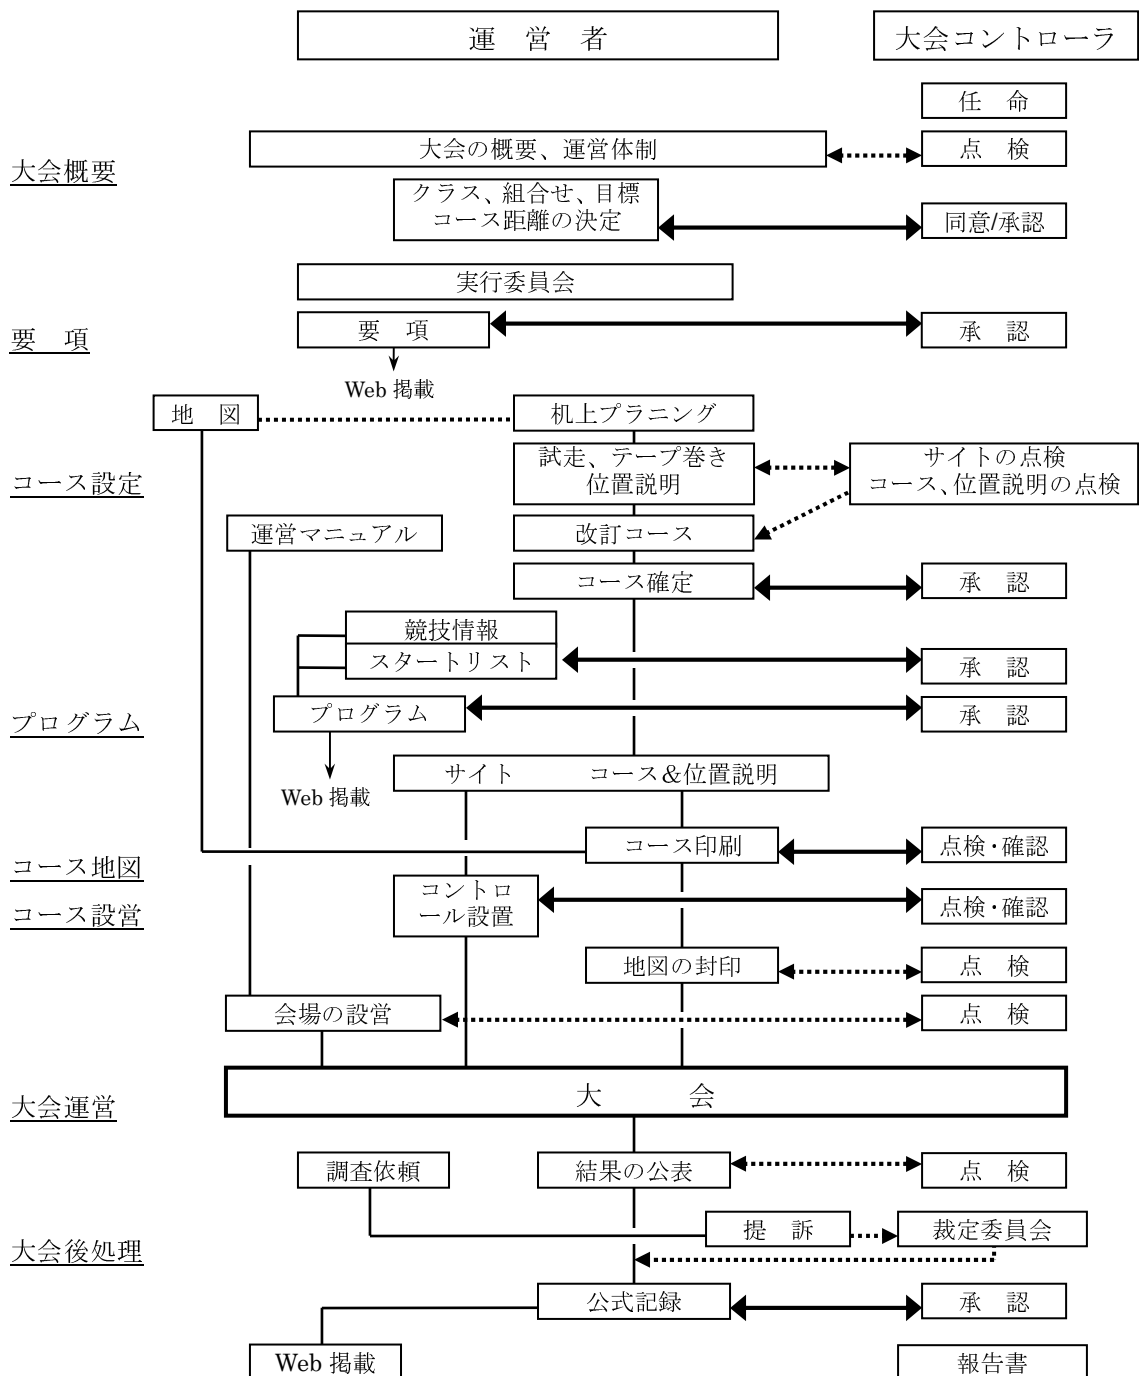 運　営　者
大会コントローラ
任　命
大会の概要、運営体制
点　検
大会概要
クラス、組合せ、目標
コース距離の決定
同意/承認
実行委員会
要　項
要　項
承　認
Web 掲載
地　図
机上プラニング
コース設定
試走、テープ巻き
位置説明
サイトの点検
コース、位置説明の点検
運営マニュアル
改訂コース
コース確定
承　認
競技情報
スタートリスト
承　認
プログラム
プログラム
承　認
サイト　　　コース&位置説明
Web 掲載
コース印刷
点検・確認
コース地図
コントロ
ール設置
点検・確認
コース設営
地図の封印
点　検
会場の設営
点　検
大会運営
大　　　会
調査依頼
結果の公表
点　検
提　訴
裁定委員会
大会後処理
公式記録
承　認
Web 掲載
報告書